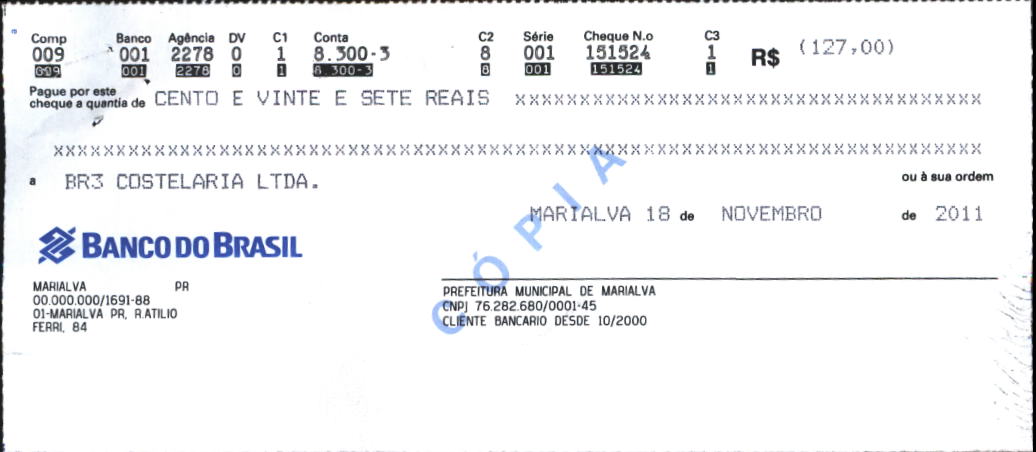 Comp Banco Agência DV C1 Conta C2 Série Cheque N.o C3
009 001 2278 0 1 8.300-3 8 001 151524 1 R$ (127,00)
009 001 2278 0 1 8.300-3 8 001 151524 1
Pague por este
cheque a quantia de CENTO E VINTE E SETE REAIS XXXXXXXXXXXXXXXXXXXXXXXXXXXXXXXXXXXXX
XXXXXXXXXXXXXXXXXXXXXXXXXXXXXXXXXXXXXXXXXXXXXXXXXXXXXXXXXXXXXXXXXXXXXXXXXX
a BR3 COSTELARIA LTDA. ou à sua ordem
MARIALVA 18 de NOVEMBRO de 2011
BANCO DO BRASIL
MARIALVA PR
00.000.000/1691-88
01-MARIALVA PR, R.ATILIO
FERRI, 84
PREFEITURA MUNICIPAL DE MARIALVA
CNPJ 76.282.680/0001-45
CLIENTE BANCARIO DESDE 10/2000
CÓPIA